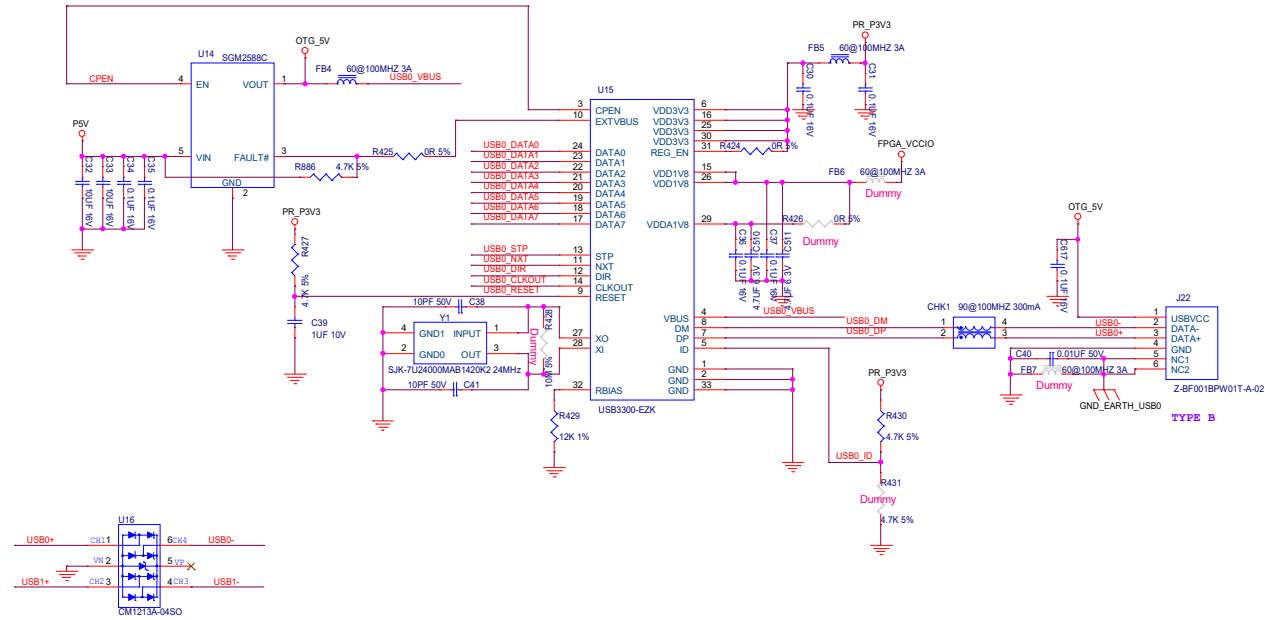 U14
SGM2588C
CPEN
4
EN
VOUT
1
OTG_5V
FB4
60@100MHZ 3A
USB0_VBUS
P5V
5
VIN
FAULT#
3
GND
2
C32
10UF 16V
C33
10UF 16V
C34
0.1UF 16V
C35
0.1UF 16V
R425
0R 5%
R886
4.7K 5%
PR_P3V3
R427
4.7K 5%
C39
1UF 10V
U15
3
CPEN
10
EXTVBUS
USB0_DATA0
24
DATA0
USB0_DATA1
23
DATA1
USB0_DATA2
22
DATA2
USB0_DATA3
21
DATA3
USB0_DATA4
20
DATA4
USB0_DATA5
19
DATA5
USB0_DATA6
18
DATA6
USB0_DATA7
17
DATA7
USB0_STP
13
STP
USB0_NXT
11
NXT
USB0_DIR
12
DIR
USB0_CLKOUT
14
CLKOUT
USB0_RESET
9
RESET
27
XO
28
XI
32
RBIAS
VDD3V3
6
VDD3V3
16
VDD3V3
25
VDD3V3
30
REG_EN
31
VDD1V8
15
VDD1V8
26
VDDA1V8
29
VBUS
4
USB0_VBUS
DM
8
USB0_DM
DP
7
USB0_DP
ID
5
GND
1
GND
2
GND
33
USB3300-EZK
10PF 50V
C38
Y1
4
GND1
INPUT
1
2
GND0
OUT
3
SJK-7U24000MAB1420K2 24MHz
10PF 50V
C41
R428
Dummy
10M 5%
R429
12K 1%
PR_P3V3
FB5
60@100MHZ 3A
C30
0.1UF 16V
C31
0.1UF 16V
R424
0R 5%
FPGA_VCCIO
FB6
60@100MHZ 3A
Dummy
R426
0R 5%
Dummy
C36
0.1UF 16V
C510
4.7UF 6.3V
C37
0.1UF 16V
C511
4.7UF 6.3V
CHK1
90@100MHZ 300mA
4
1
3
2
OTG_5V
C617
0.1UF 16V
USB0-
USB0+
J22
1
USBVCC
2
DATA-
3
DATA+
4
GND
5
NC1
6
NC2
Z-BF001BPW01T-A-02
TYPE B
C40
0.01UF 50V
FB7
60@100MHZ 3A
Dummy
GND_EARTH_USB0
PR_P3V3
R430
4.7K 5%
USB0_ID
R431
Dummy
4.7K 5%
U16
USB0+
CH1
1
6
CH4
USB0-
VN
2
5
VP
USB1+
CH2
3
4
CH3
USB1-
CM1213A-04SO